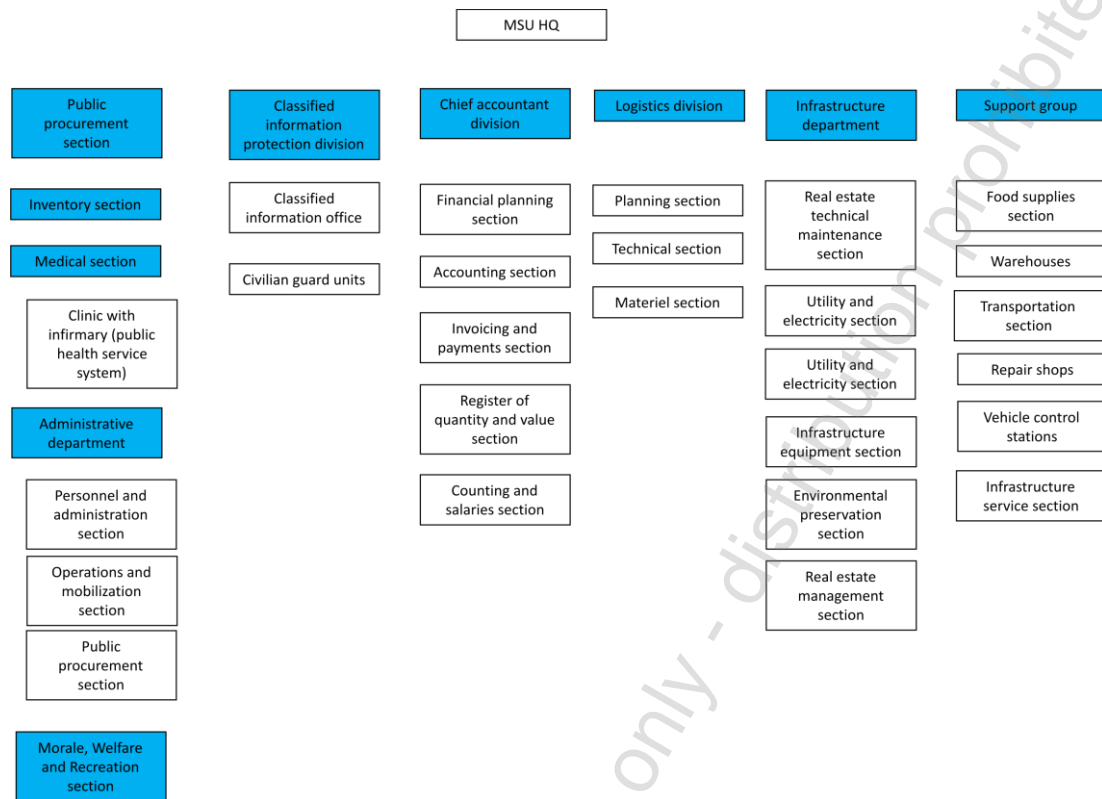 MSU HQ
Public
procurement
section
Inventory section
Medical section
Clinic with
infirmary (public
health service
system)
Administrative
department
Personnel and
administration
section
Operations and
mobilization
section
Public
procurement
section
Morale, Welfare
and Recreation
section
Classified
information
protection division
Classified
information office
Civilian guard units
Chief accountant
division
Financial planning
section
Accounting section
Invoicing and
payments section
Register of
quantity and value
section
Counting and
salaries section
Logistics division
Planning section
Technical section
Materiel section
Infrastructure
department
Real estate
technical
maintenance
section
Utility and
electricity section
Utility and
electricity section
Infrastructure
equipment section
Environmental
preservation
section
Real estate
management
section
Support group
Food supplies
section
Warehouses
Transportation
section
Repair shops
Vehicle control
stations
Infrastructure
service section
only - distribution prohibite